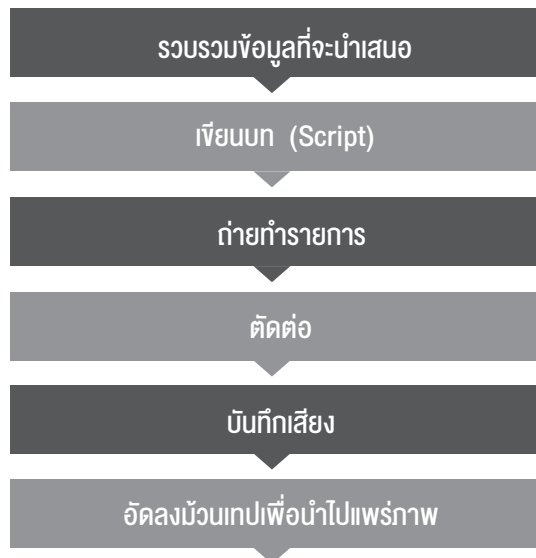 รวบรวมข้อมูลที่จะนำเสนอ
เขียนบท (Script)
ถ่ายทำรายการ
ตัดต่อ
บันทึกเสียง
อัดลงม้วนเทปเพื่อนำไปแพร่ภาพ